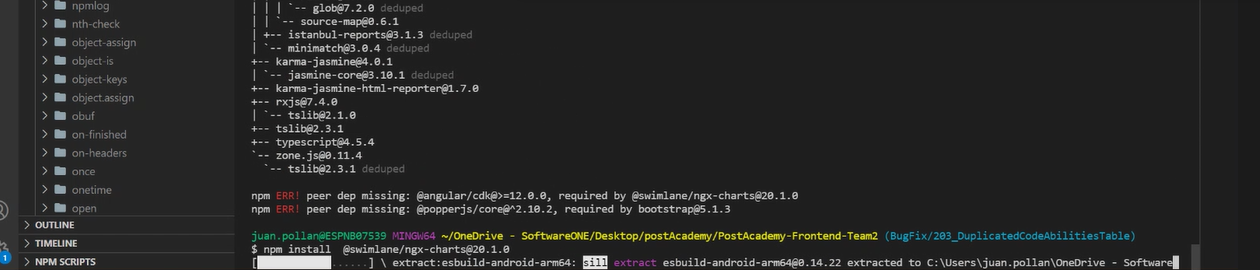 npmlog
nth-check
object-assign
object-is
object-keys
object.assign
obuf
on-finished
on-headers
once
onetime
open
OUTLINE
TIMELINE
NPM SCRIPTS
1
| | | `-- glob@7.2.0 deduped
| | `-- source-map@0.6.1
| +-- istanbul-reports@3.1.3 deduped
| `-- minimatch@3.0.4 deduped
+-- karma-jasmine@4.0.1
| `-- jasmine-core@3.10.1 deduped
+-- karma-jasmine-html-reporter@1.7.0
+-- rxjs@7.4.0
| `-- tslib@2.1.0
+-- tslib@2.3.1
+-- typescript@4.5.4
`-- zone.js@0.11.4
  `-- tslib@2.3.1 deduped
npm ERR! peer dep missing: @angular/cdk@>=12.0.0, required by @swimlane/ngx-charts@20.1.0
npm ERR! peer dep missing: @popperjs/core@^2.10.2, required by bootstrap@5.1.3
juan.pollan@ESPNB07539 MINGW64 ~/OneDrive - SoftwareONE/Desktop/postAcademy/PostAcademy-Frontend-Team2 (BugFix/203_DuplicatedCodeAbilitiesTable)
$ npm install  @swimlane/ngx-charts@20.1.0
[          ......] \ extract:esbuild-android-arm64: sill extract esbuild-android-arm64@0.14.22 extracted to C:\Users\juan.pollan\OneDrive - Software